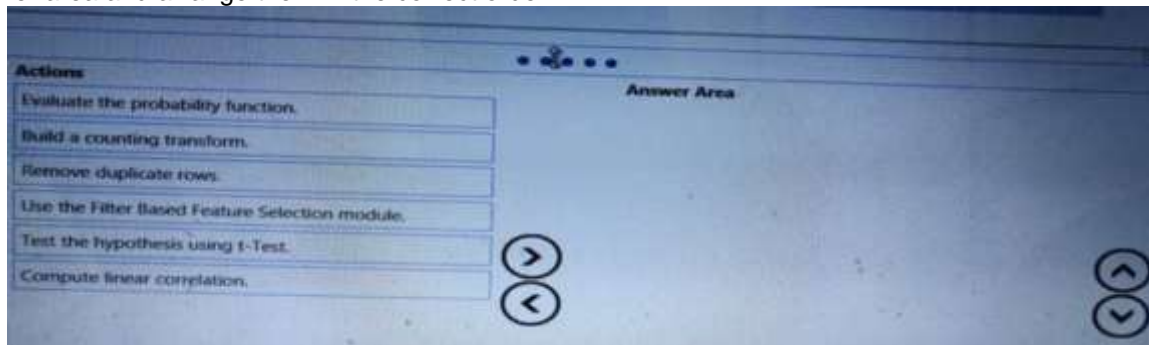 Actions
Answer Area
Evaluate the probability function.
Build a counting transform.
Remove duplicate rows.
Use the Filter Based Feature Selection module.
Test the hypothesis using t-Test.
Compute linear correlation.